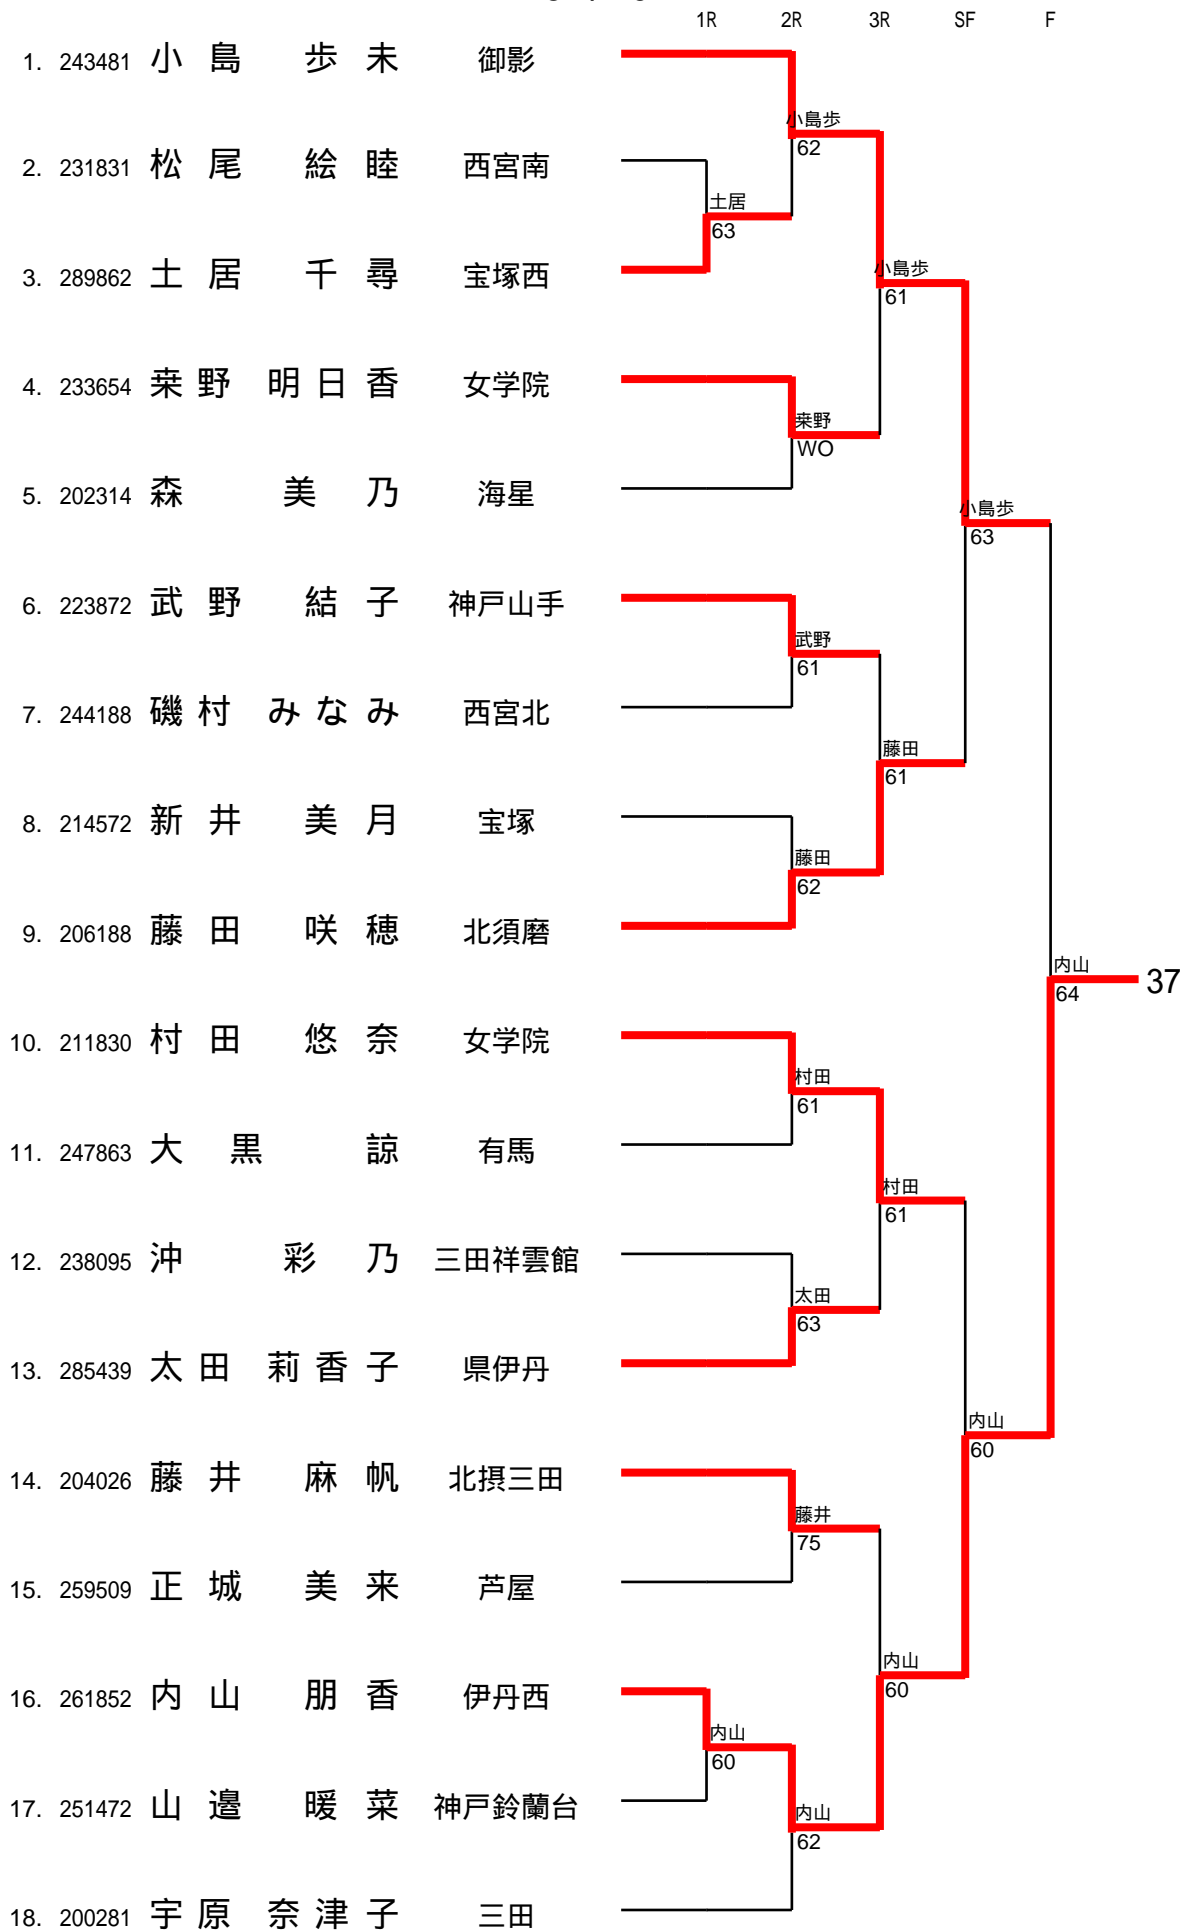 1R 2R 3R SF F
1. 243481 小島 歩未 御影
小島歩
62
2. 231831 松尾 絵睦 西宮南
土居
63
3. 289862 土居 千尋 宝塚西
小島歩
61
4. 233654 桒野 明日香 女学院
桒野
WO
5. 202314 森 美乃 海星
小島歩
63
6. 223872 武野 結子 神戸山手
武野
61
7. 244188 磯村 みなみ 西宮北
藤田
61
8. 214572 新井 美月 宝塚
藤田
62
9. 206188 藤田 咲穂 北須磨
内山
64
37
10. 211830 村田 悠奈 女学院
村田
61
11. 247863 大黒 諒 有馬
村田
61
12. 238095 沖 彩乃 三田祥雲館
太田
63
13. 285439 太田 莉香子 県伊丹
内山
60
14. 204026 藤井 麻帆 北摂三田
藤井
75
15. 259509 正城 美来 芦屋
内山
60
16. 261852 内山 朋香 伊丹西
内山
60
17. 251472 山邉 暖菜 神戸鈴蘭台
内山
62
18. 200281 宇原 奈津子 三田